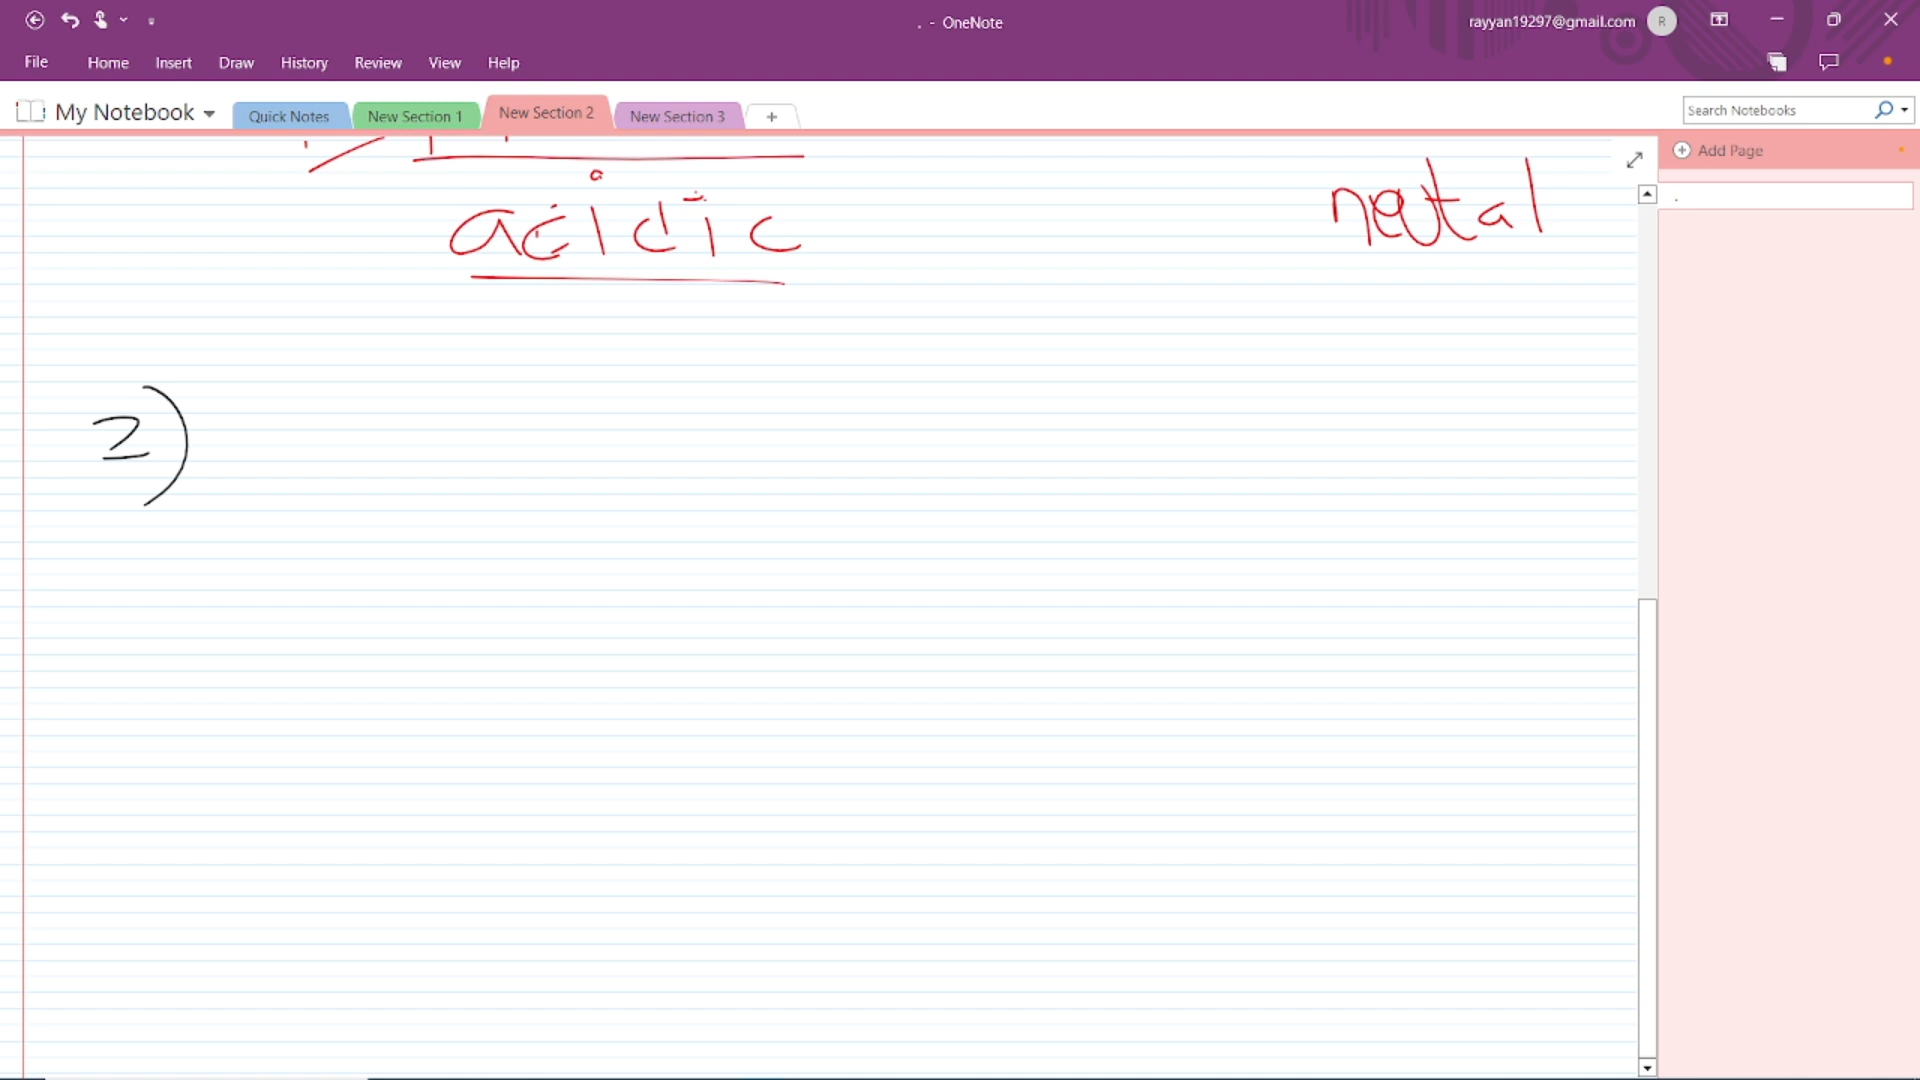 . - OneNote
rayyan19297@gmail.com R
File Home Insert Draw History Review View Help
My Notebook Quick Notes New Section 1 New Section 2 New Section 3 +
Search Notebooks
Add Page
.
acidic
netal
2)